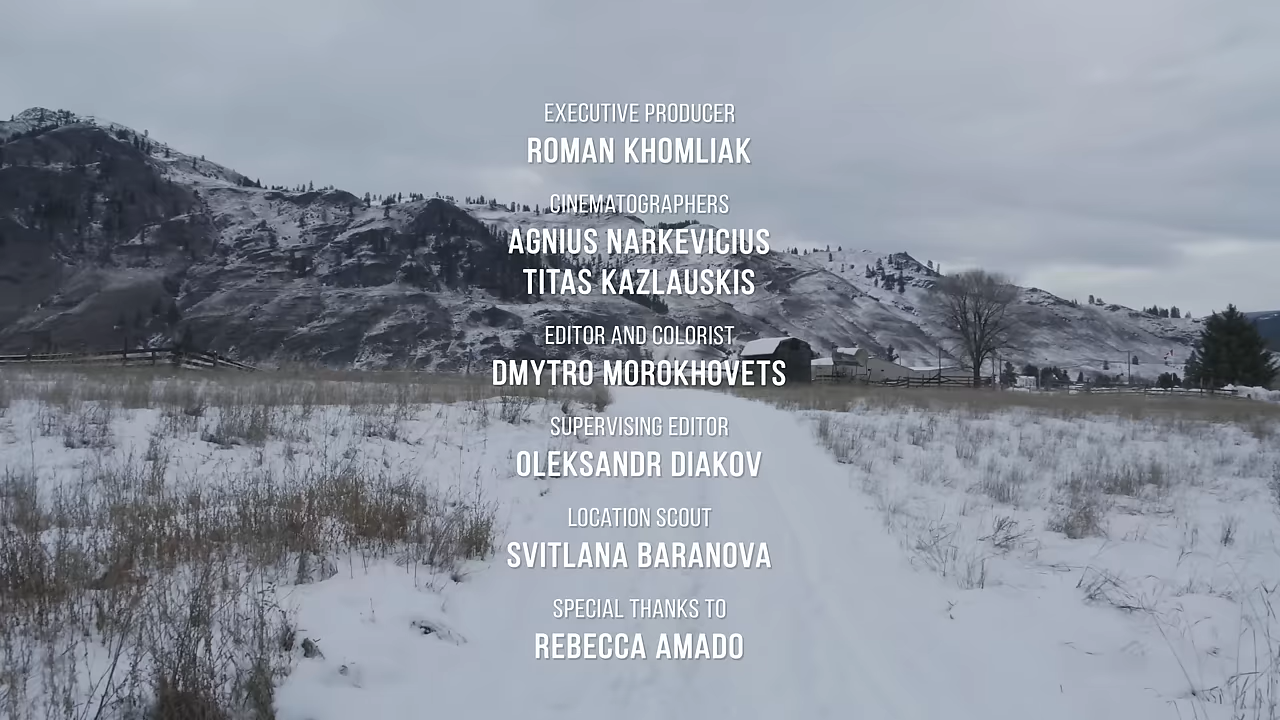 EXECUTIVE PRODUCER
ROMAN KHOMLIAK
CINEMATOGRAPHERS
AGNIUS NARKEVICIUS
TITAS KAZLAUSKIS
EDITOR AND COLORIST
DMYTRO MOROKHOVETS
SUPERVISING EDITOR
OLEKSANDR DIAKOV
LOCATION SCOUT
SVITLANA BARANOVA
SPECIAL THANKS TO
REBECCA AMADO